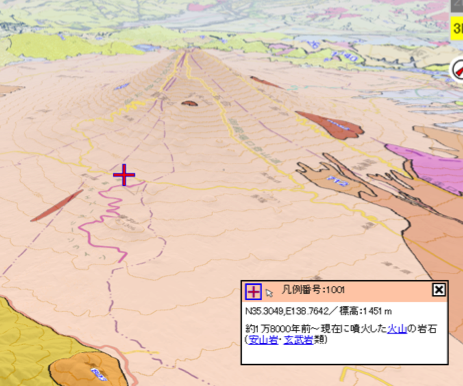 3D
凡例番号:1001
N35.3049,E138.7642／標高:1451m
約1万8000年前～現在に噴火した火山の岩石
(安山岩・玄武岩類)